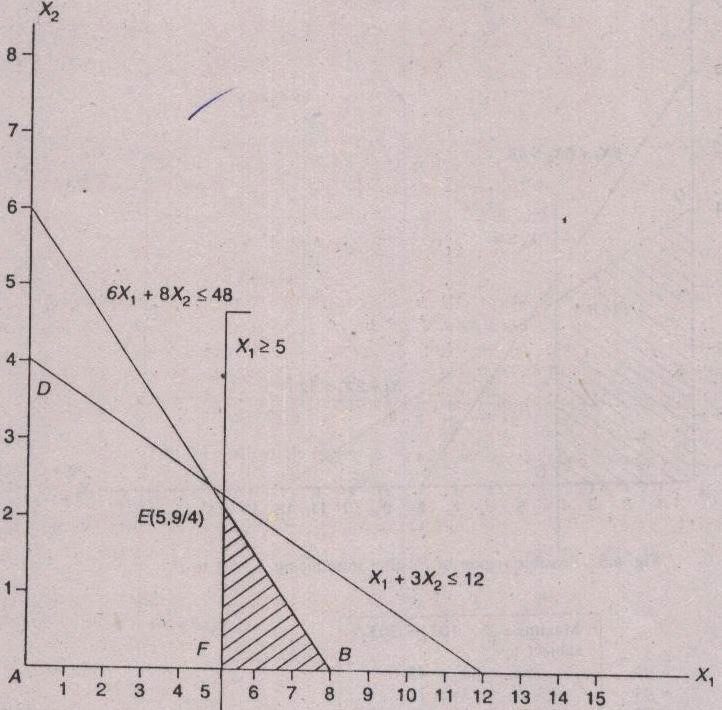 X₂
8
7
6
5
6X₁ + 8X₂ ≤ 48
X₁ ≥ 5
4
D
3
2
E(5,9/4)
X₁ + 3X₂ ≤ 12
1
F
B
A
X₁
1 2 3 4 5 6 7 8 9 10 11 12 13 14 15